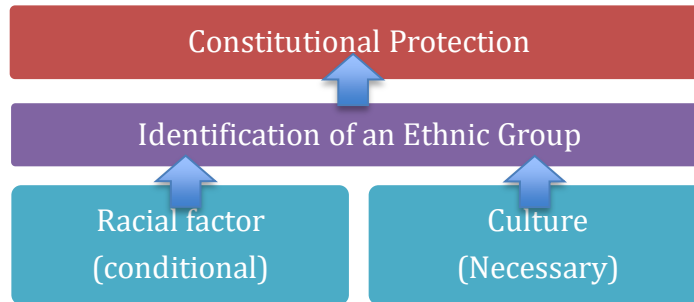 Constitutional Protection
Identification of an Ethnic Group
Racial factor
(conditional)
Culture
(Necessary)